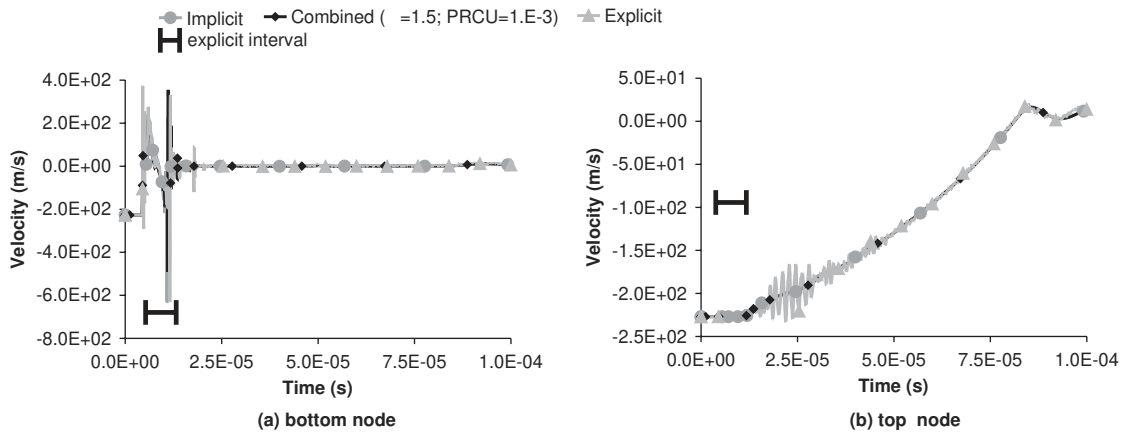 Implicit Combined ( =1.5; PRCU=1.E-3) Explicit
explicit interval
4.0E+02
2.0E+02
0.0E+00
-2.0E+02
-4.0E+02
-6.0E+02
-8.0E+02
Velocity (m/s)
0.0E+00 2.5E-05 5.0E-05 7.5E-05 1.0E-04
Time (s)
(a) bottom node
5.0E+01
0.0E+00
-5.0E+01
-1.0E+02
-1.5E+02
-2.0E+02
-2.5E+02
Velocity (m/s)
0.0E+00 2.5E-05 5.0E-05 7.5E-05 1.0E-04
Time (s)
(b) top node